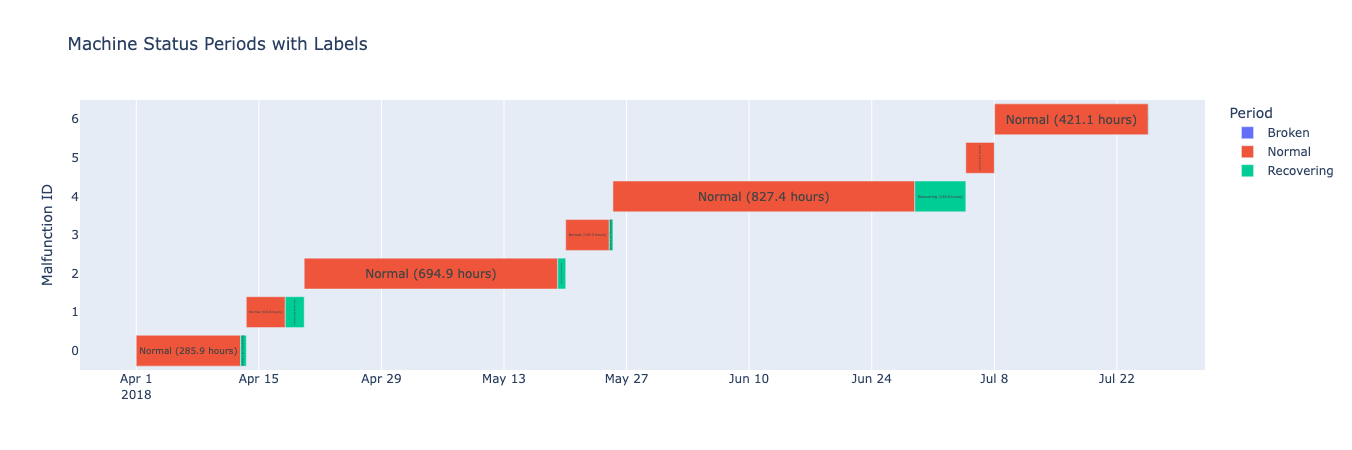 Machine Status Periods with Labels
Period
Broken
Normal
Recovering
Malfunction ID
6
Normal (421.1 hours)
5
4
Normal (827.4 hours)
3
2
Normal (694.9 hours)
1
0
Normal (285.9 hours)
Apr 1
2018
Apr 15
Apr 29
May 13
May 27
Jun 10
Jun 24
Jul 8
Jul 22